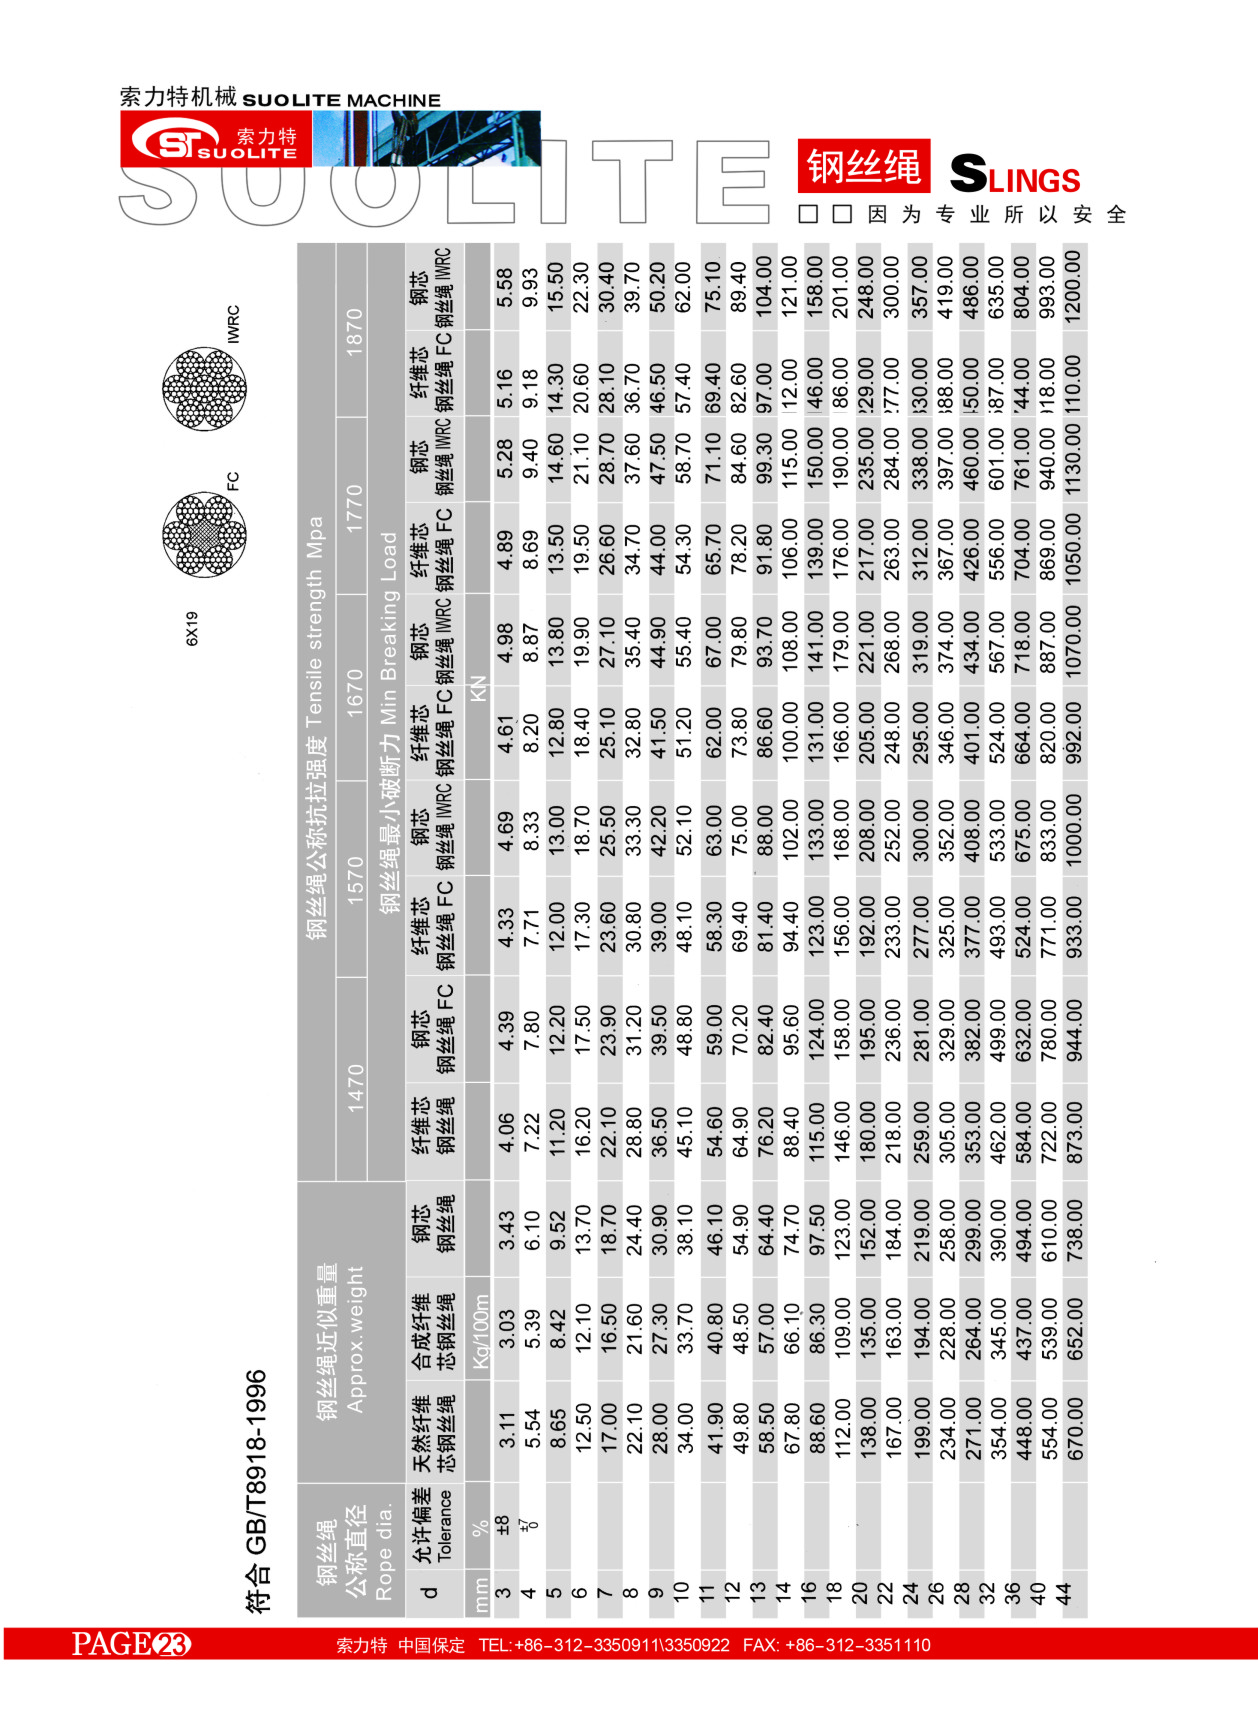 索力特机械 SUOLITE MACHINE
ST 索力特
SUOLITE
SUOLITE
钢丝绳 SLINGS
□□因为专业所以安全
符合 GB/T8918-1996
6X19 FC IWRC
钢丝绳 公称直径 Rope dia.
钢丝绳近似重量 Approx.weight
钢丝绳公称抗拉强度 Tensile strength Mpa
1470 1570 1670 1770 1870
钢丝绳最小破断力 Min Breaking Load
d 允许偏差 Tolerance 天然纤维芯钢丝绳 合成纤维芯钢丝绳 钢芯钢丝绳 纤维芯钢丝绳 钢芯钢丝绳 FC 纤维芯钢丝绳 FC 钢芯钢丝绳 IWRC 纤维芯钢丝绳 FC 钢芯钢丝绳 IWRC 纤维芯钢丝绳 FC 钢芯钢丝绳 IWRC 纤维芯钢丝绳 FC 钢芯钢丝绳 IWRC
mm % Kg/100m KN
3 ±8 3.11 3.03 3.43 4.06 4.39 4.33 4.69 4.61 4.98 4.89 5.28 5.16 5.58
4 ±7 0 5.54 5.39 6.10 7.22 7.80 7.71 8.33 8.20 8.87 8.69 9.40 9.18 9.93
5 8.65 8.42 9.52 11.20 12.20 12.00 13.00 12.80 13.80 13.50 14.60 14.30 15.50
6 12.50 12.10 13.70 16.20 17.50 17.30 18.70 18.40 19.90 19.50 21.10 20.60 22.30
7 17.00 16.50 18.70 22.10 23.90 23.60 25.50 25.10 27.10 26.60 28.70 28.10 30.40
8 22.10 21.60 24.40 28.80 31.20 30.80 33.30 32.80 35.40 34.70 37.60 36.70 39.70
9 28.00 27.30 30.90 36.50 39.50 39.00 42.20 41.50 44.90 44.00 47.50 46.50 50.20
10 34.00 33.70 38.10 45.10 48.80 48.10 52.10 51.20 55.40 54.30 58.70 57.40 62.00
11 41.90 40.80 46.10 54.60 59.00 58.30 63.00 62.00 67.00 65.70 71.10 69.40 75.10
12 49.80 48.50 54.90 64.90 70.20 69.40 75.00 73.80 79.80 78.20 84.60 82.60 89.40
13 58.50 57.00 64.40 76.20 82.40 81.40 88.00 86.60 93.70 91.80 99.30 97.00 104.00
14 67.80 66.10 74.70 88.40 95.60 94.40 102.00 100.00 108.00 106.00 115.00 112.00 121.00
16 88.60 86.30 97.50 115.00 124.00 123.00 133.00 131.00 141.00 139.00 150.00 146.00 158.00
18 112.00 109.00 123.00 146.00 158.00 156.00 168.00 166.00 179.00 176.00 190.00 186.00 201.00
20 138.00 135.00 152.00 180.00 195.00 192.00 208.00 205.00 221.00 217.00 235.00 229.00 248.00
22 167.00 163.00 184.00 218.00 236.00 233.00 252.00 248.00 268.00 263.00 284.00 277.00 300.00
24 199.00 194.00 219.00 259.00 281.00 277.00 300.00 295.00 319.00 312.00 338.00 330.00 357.00
26 234.00 228.00 258.00 305.00 329.00 325.00 352.00 346.00 374.00 367.00 397.00 388.00 419.00
28 271.00 264.00 299.00 353.00 382.00 377.00 408.00 401.00 434.00 426.00 460.00 450.00 486.00
32 354.00 345.00 390.00 462.00 499.00 493.00 533.00 524.00 567.00 556.00 601.00 587.00 635.00
36 448.00 437.00 494.00 584.00 632.00 524.00 675.00 664.00 718.00 704.00 761.00 744.00 804.00
40 554.00 539.00 610.00 722.00 780.00 771.00 833.00 820.00 887.00 869.00 940.00 918.00 993.00
44 670.00 652.00 738.00 873.00 944.00 933.00 1000.00 992.00 1070.00 1050.00 1130.00 1110.00 1200.00
PAGE 23 索力特 中国保定 TEL:+86-312-3350911\3350922 FAX: +86-312-3351110